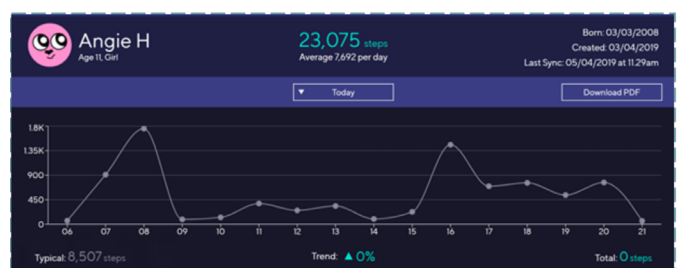 Angie H
Age 11, Girl
23,075 steps
Average 7,692 per day
Born: 03/03/2008
Created: 03/04/2019
Last Sync: 05/04/2019 at 11.29am
▼ Today
Download PDF
1.8K
1.35K
900
450
0
06 07 08 09 10 11 12 13 14 15 16 17 18 19 20 21
Typical: 8,507 steps
Trend: ▲ 0%
Total: 0 steps